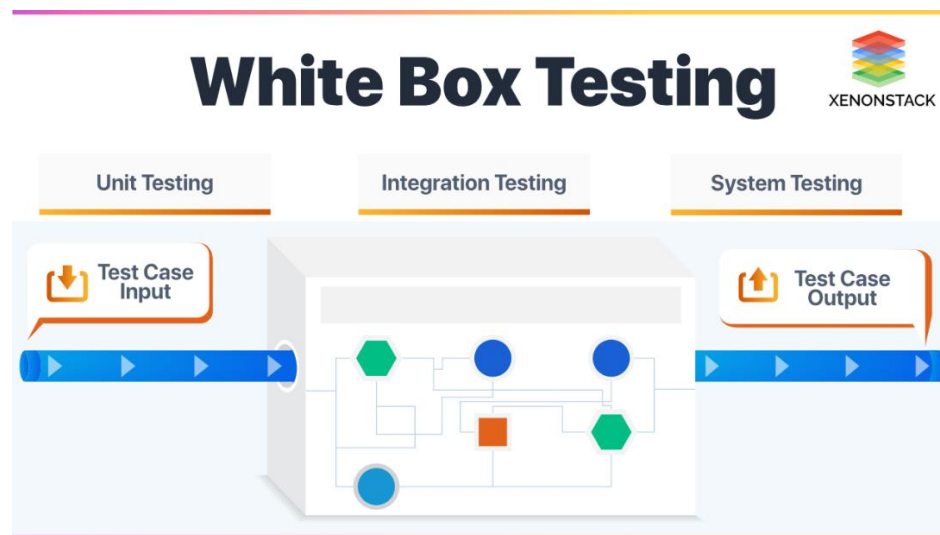 White Box Testing
XENONSTACK
Unit Testing
Integration Testing
System Testing
Test Case
Input
Test Case
Output